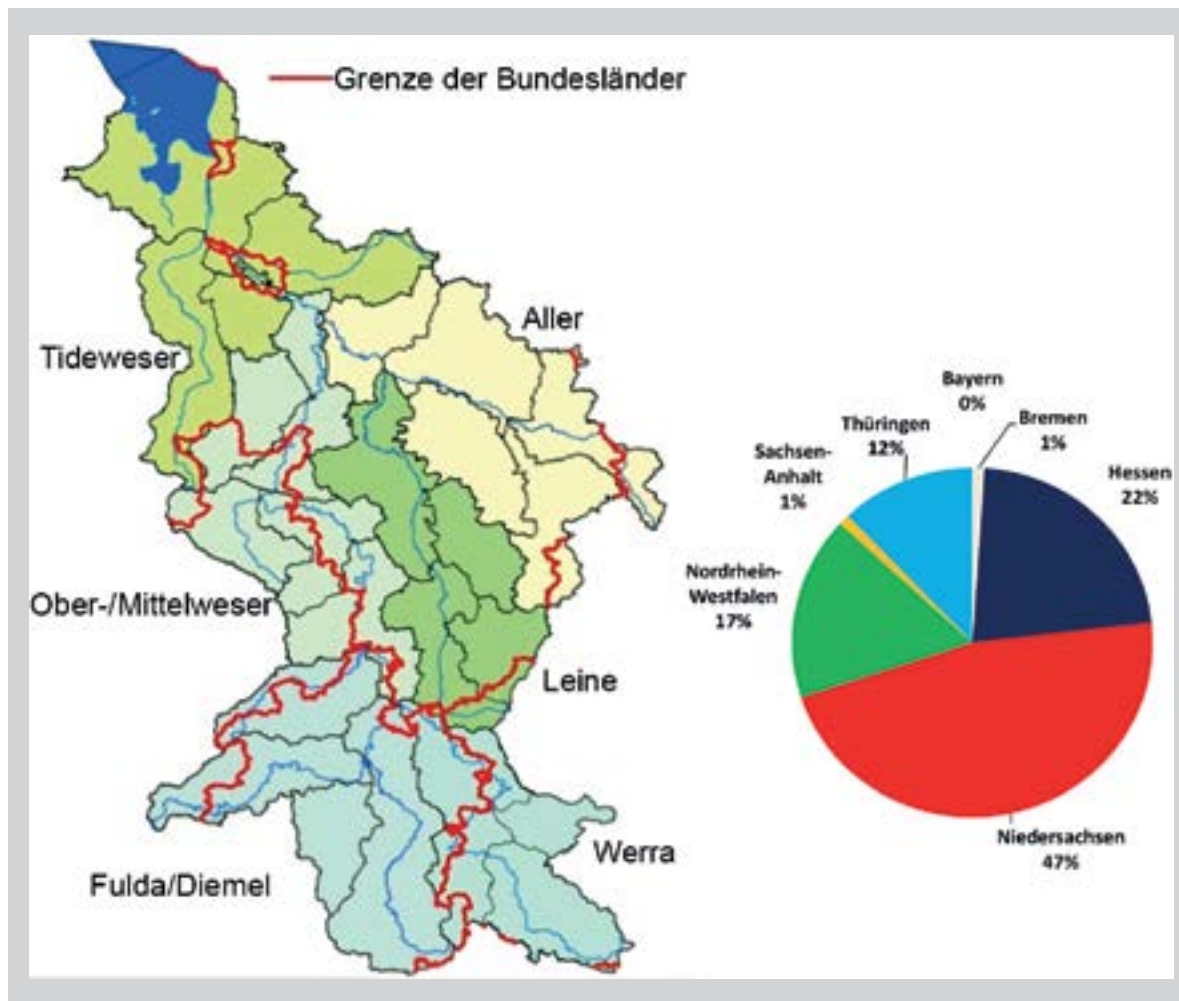 Grenze der Bundesländer
Aller
Tideweser
Ober-/Mittelweser
Leine
Werra
Fulda/Diemel
Bayern
0%
Bremen
1%
Thüringen
12%
Hessen
22%
Sachsen-
Anhalt
1%
Nordrhein-
Westfalen
17%
Niedersachsen
47%